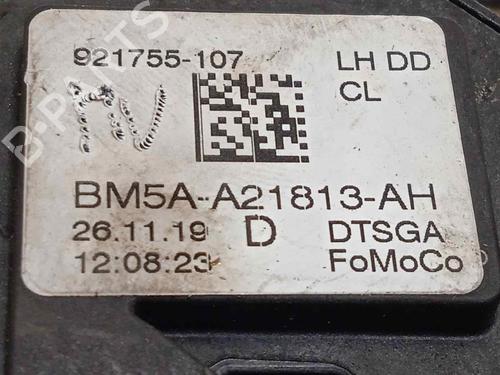 921755-107 LH DD
CL
BM5A-A21813-AH
26.11.19 D DTSGA
12:08:23 FoMoCo
B-PARTS